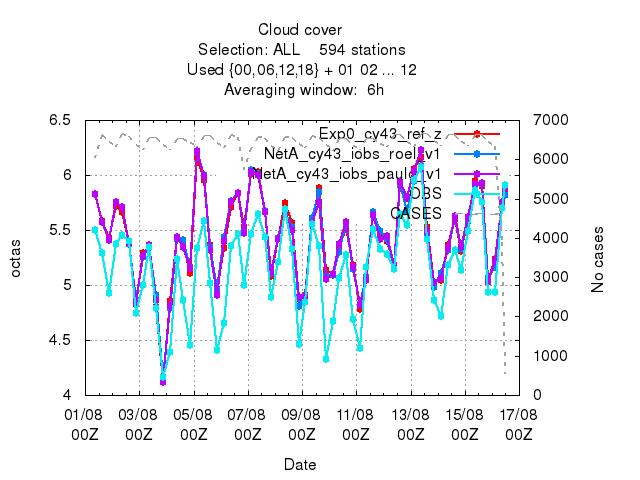 Cloud cover
Selection: ALL 594 stations
Used {00,06,12,18} + 01 02 ... 12
Averaging window: 6h
Exp0_cy43_ref_z
NetA_cy43_iobs_roel_v1
NetA_cy43_iobs_paulo_v1
OBS
CASES
octas
6.5
6
5.5
5
4.5
4
No cases
7000
6000
5000
4000
3000
2000
1000
0
01/08 03/08 05/08 07/08 09/08 11/08 13/08 15/08 17/08
00Z 00Z 00Z 00Z 00Z 00Z 00Z 00Z 00Z
Date